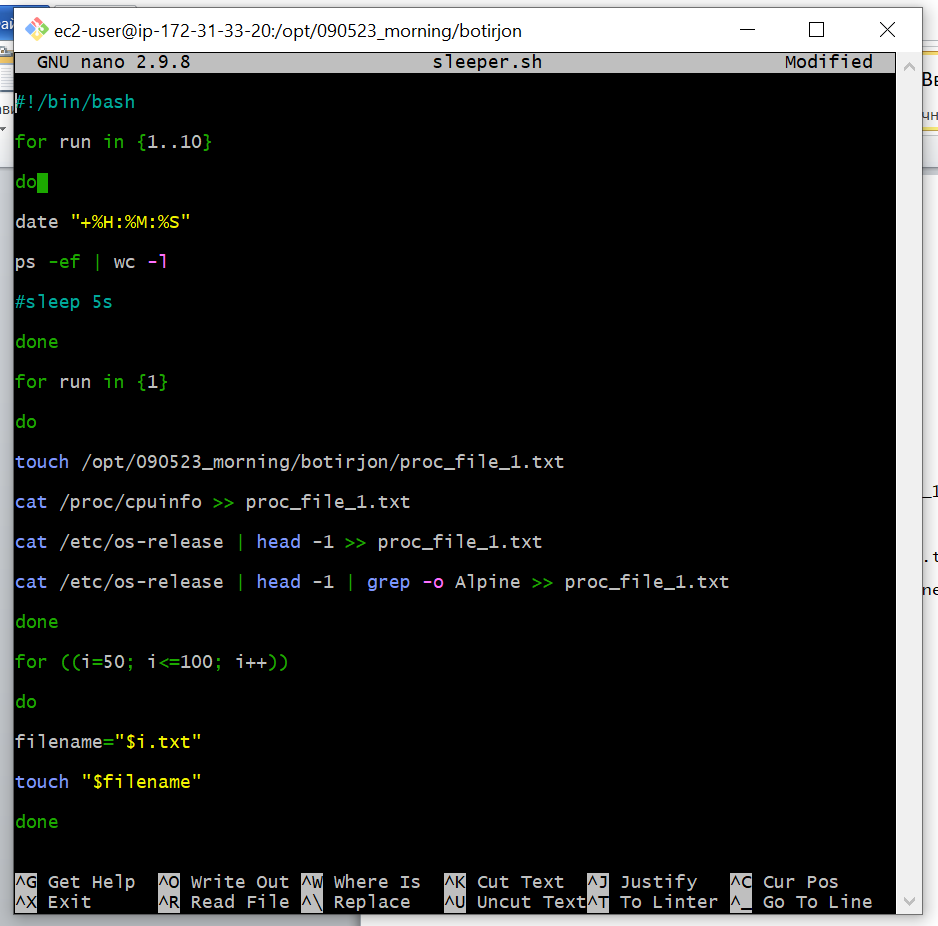 ec2-user@ip-172-31-33-20:/opt/090523_morning/botirjon
GNU nano 2.9.8 sleeper.sh Modified
#!/bin/bash
for run in {1..10}
do
date "+%H:%M:%S"
ps -ef | wc -l
#sleep 5s
done
for run in {1}
do
touch /opt/090523_morning/botirjon/proc_file_1.txt
cat /proc/cpuinfo >> proc_file_1.txt
cat /etc/os-release | head -1 >> proc_file_1.txt
cat /etc/os-release | head -1 | grep -o Alpine >> proc_file_1.txt
done
for ((i=50; i<=100; i++))
do
filename="$i.txt"
touch "$filename"
done
^G Get Help ^O Write Out ^W Where Is ^K Cut Text ^J Justify ^C Cur Pos
^X Exit ^R Read File ^\ Replace ^U Uncut Text ^T To Linter ^_ Go To Line